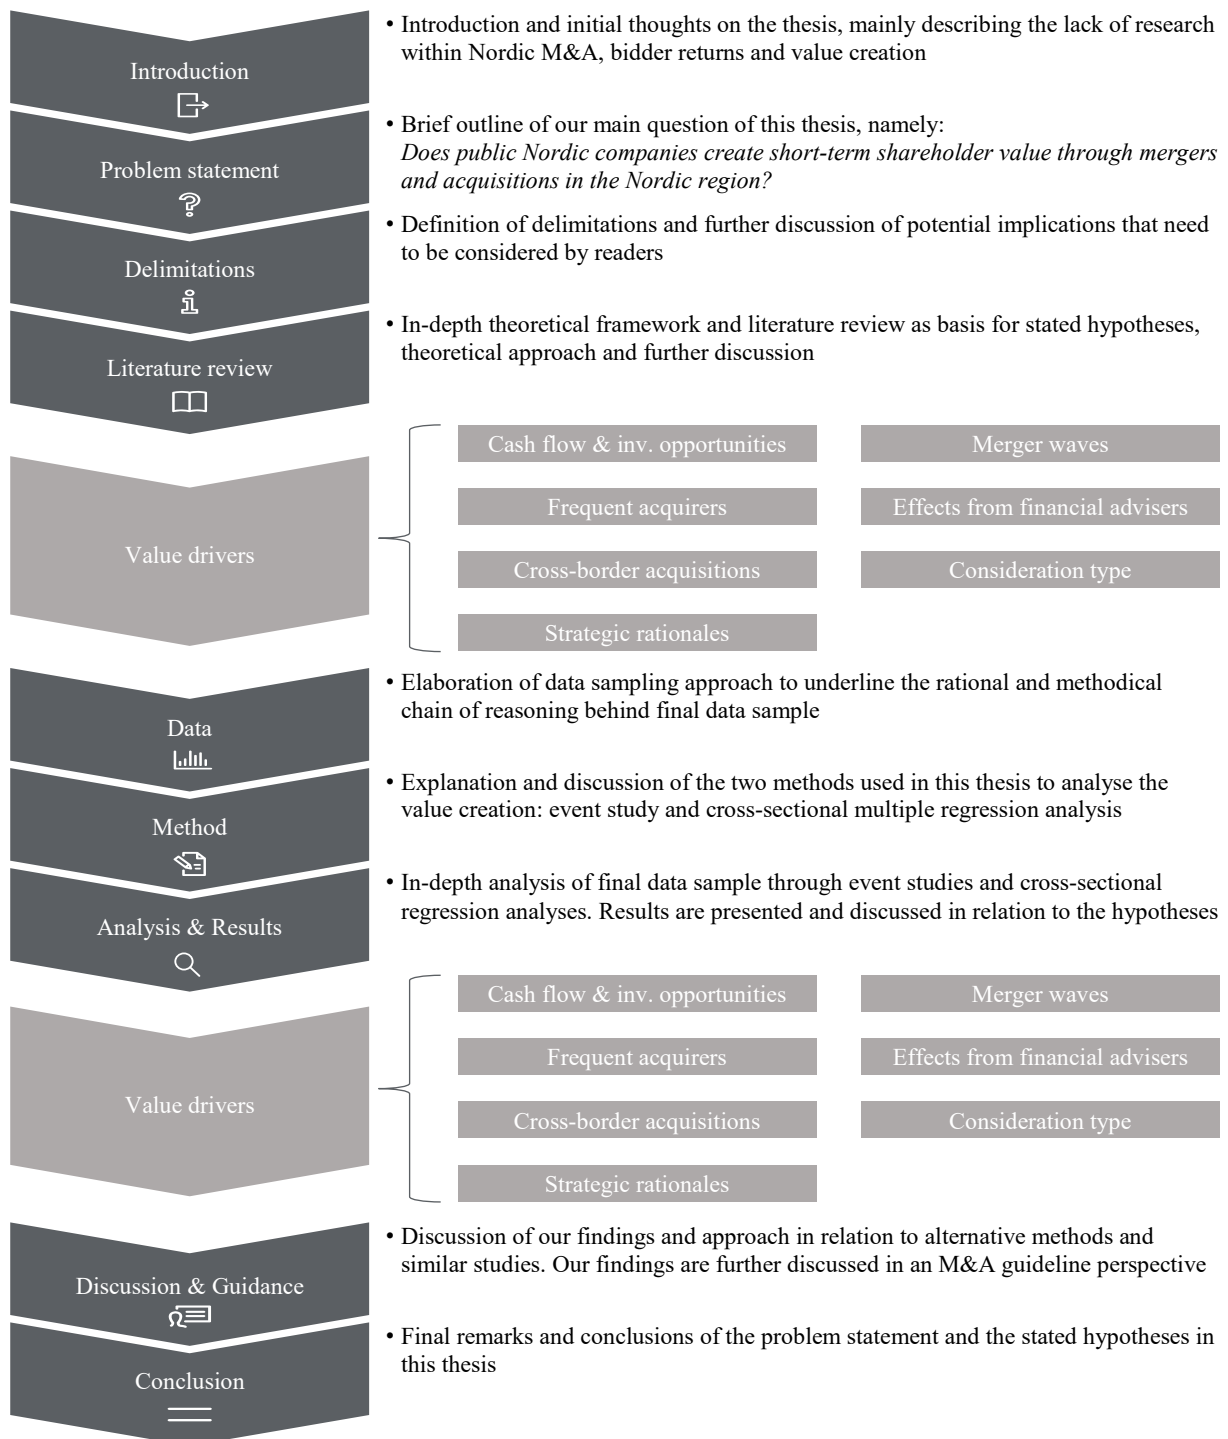 Introduction
• Introduction and initial thoughts on the thesis, mainly describing the lack of research
within Nordic M&A, bidder returns and value creation
Problem statement
• Brief outline of our main question of this thesis, namely:
Does public Nordic companies create short-term shareholder value through mergers
and acquisitions in the Nordic region?
Delimitations
• Definition of delimitations and further discussion of potential implications that need
to be considered by readers
Literature review
• In-depth theoretical framework and literature review as basis for stated hypotheses,
theoretical approach and further discussion
Value drivers
Cash flow & inv. opportunities
Merger waves
Frequent acquirers
Effects from financial advisers
Cross-border acquisitions
Consideration type
Strategic rationales
Data
• Elaboration of data sampling approach to underline the rational and methodical
chain of reasoning behind final data sample
Method
• Explanation and discussion of the two methods used in this thesis to analyse the
value creation: event study and cross-sectional multiple regression analysis
Analysis & Results
• In-depth analysis of final data sample through event studies and cross-sectional
regression analyses. Results are presented and discussed in relation to the hypotheses
Value drivers
Cash flow & inv. opportunities
Merger waves
Frequent acquirers
Effects from financial advisers
Cross-border acquisitions
Consideration type
Strategic rationales
Discussion & Guidance
• Discussion of our findings and approach in relation to alternative methods and
similar studies. Our findings are further discussed in an M&A guideline perspective
Conclusion
• Final remarks and conclusions of the problem statement and the stated hypotheses in
this thesis